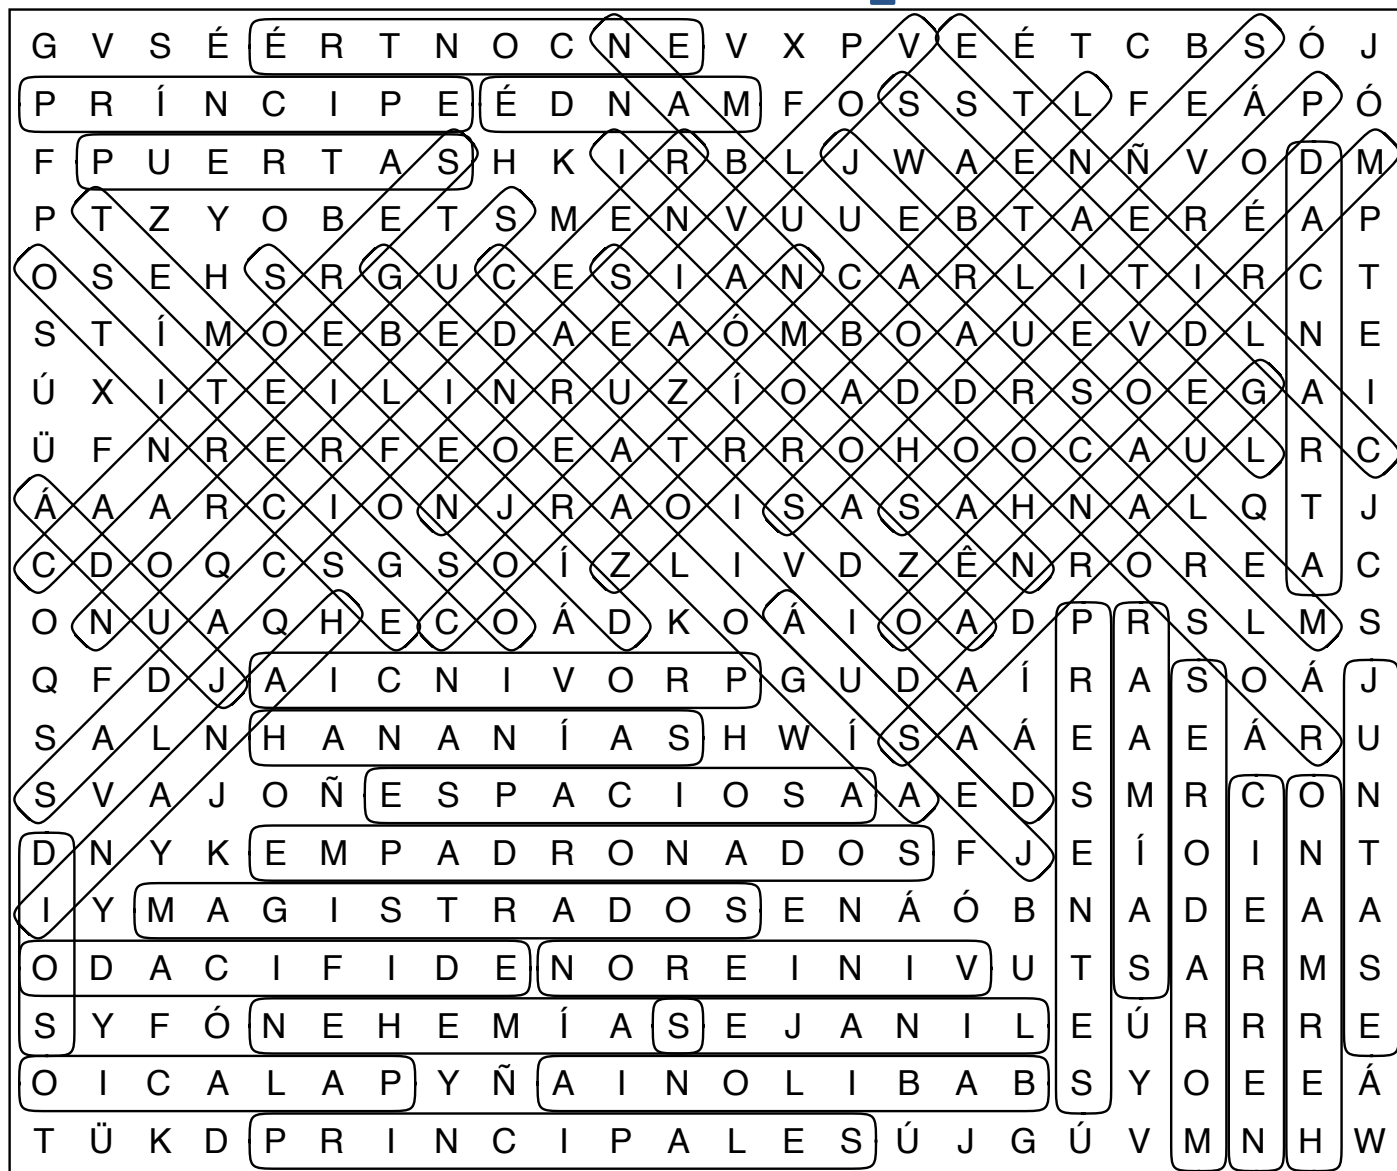 G V S É É R T N O C N E V X P V E É T C B S Ó J
P R Í N C I P E É D N A M F O S S T L F E Á P Ó
F P U E R T A S H K I R B L J W A E N Ñ V O D M
P T Z Y O B E T S M E N V U U E B T A E R É A P
O S E H S R G U C E S I A N C A R L I T I R C T
S T Í M O E B E D A E A Ó M B O A U E V D L N E
Ú X I T E I L I N R U Z Í O A D D R S O E G A I
Ü F N R E R F E O E A T R R O H O O C A U L R C
Á A A R C I O N J R A O I S A S A H N A L Q T J
C D O Q C S G S O Í Z L I V D Z Ê N R O R E A C
O N U A Q H E C O Á D K O Á I O A D P R S L M S
Q F D J A I C N I V O R P G U D A Í R A S O Á J
S A L N H A N A N Í A S H W Í S A Á E A E Á R U
S V A J O Ñ E S P A C I O S A A E D S M R C O N
D N Y K E M P A D R O N A D O S F J E Í O I N T
I Y M A G I S T R A D O S E N Á Ó B N A D E A A
O D A C I F I D E N O R E I N I V U T S A R M S
S Y F Ó N E H E M Í A S E J A N I L E Ú R R R E
O I C A L A P Y Ñ A I N O L I B A B S Y O E E Á
T Ü K D P R I N C I P A L E S Ú J G Ú V M N H W